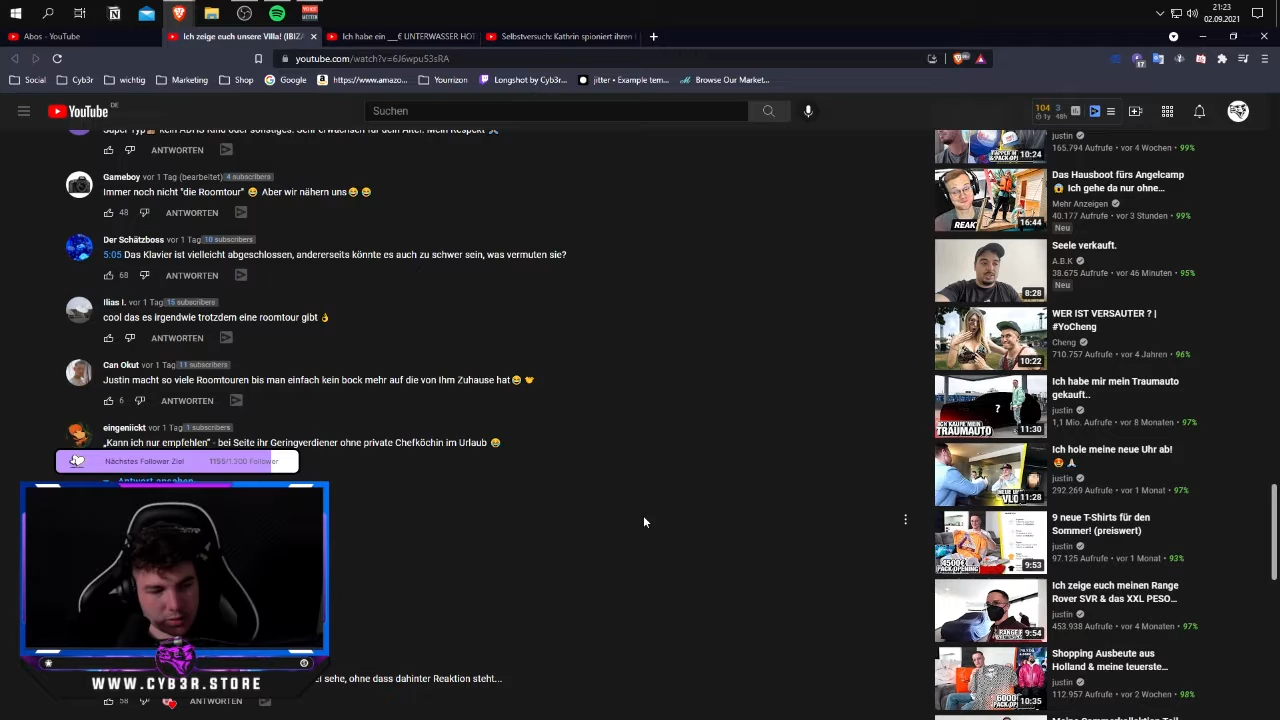 21:23
02.09.2021
Abos - YouTube
Ich zeige euch unsere Villa! (IBIZA
Ich habe ein ___€ UNTERWASSER HOT
Selbstversuch: Kathrin spioniert ihren
youtube.com/watch?v=6J6wpu53sRA
Social
Cyb3r
wichtig
Marketing
Shop
Google
https://www.amazo...
Yournizon
Longshot by Cyb3r...
jitter • Example tem...
Browse Our Market...
YouTube DE
Suchen
104 3
1y 48h
Super Typ kein ADHS Kind oder sonstiges. Sehr erwachsen für dein Alter. Mein Respekt
ANTWORTEN
Gameboy vor 1 Tag (bearbeitet) 4 subscribers
Immer noch nicht "die Roomtour" 😅 Aber wir nähern uns😅😅
48 ANTWORTEN
Der Schätzboss vor 1 Tag 10 subscribers
5:05 Das Klavier ist vielleicht abgeschlossen, andererseits könnte es auch zu schwer sein, was vermuten sie?
68 ANTWORTEN
Ilias I. vor 1 Tag 15 subscribers
cool das es irgendwie trotzdem eine roomtour gibt 👌
ANTWORTEN
Can Okut vor 1 Tag 11 subscribers
Justin macht so viele Roomtouren bis man einfach kein bock mehr auf die von Ihm Zuhause hat😂
6 ANTWORTEN
eingeniickt vor 1 Tag 1 subscribers
„Kann ich nur empfehlen“ - bei Seite ihr Geringverdiener ohne private Chefköchin im Urlaub 😂
Nächstes Follower Ziel 1155/1.300 Follower
Antwort ansehen
WWW.CYB3R.STORE
sehe, ohne dass dahinter Reaktion steht...
58 ANTWORTEN
10:24
justin
165.794 Aufrufe • vor 4 Wochen • 99%
REAK
16:44
Das Hausboot fürs Angelcamp
😱 Ich gehe da nur ohne…
Mehr Anzeigen
40.177 Aufrufe • vor 3 Stunden • 99%
Neu
8:28
Seele verkauft.
A.B.K
38.675 Aufrufe • vor 46 Minuten • 95%
Neu
10:22
WER IST VERSAUTER ? |
#YoCheng
Cheng
710.757 Aufrufe • vor 4 Jahren • 96%
?
ICH KAUFE MEIN
TRAUMAUTO
11:30
Ich habe mir mein Traumauto
gekauft..
justin
1,1 Mio. Aufrufe • vor 8 Monaten • 97%
11:28
Ich hole meine neue Uhr ab!
🤩 🙏
justin
292.269 Aufrufe • vor 1 Monat • 97%
4500€
PACK OPENING
9:53
9 neue T-Shirts für den
Sommer! (Preiswert)
justin
97.125 Aufrufe • vor 1 Monat • 93%
9:54
Ich zeige euch meinen Range
Rover SVR & das XXL PESO…
justin
453.938 Aufrufe • vor 4 Monaten • 97%
6000€
10:35
Shopping Ausbeute aus
Holland & meine teuerste…
justin
112.957 Aufrufe • vor 2 Wochen • 98%